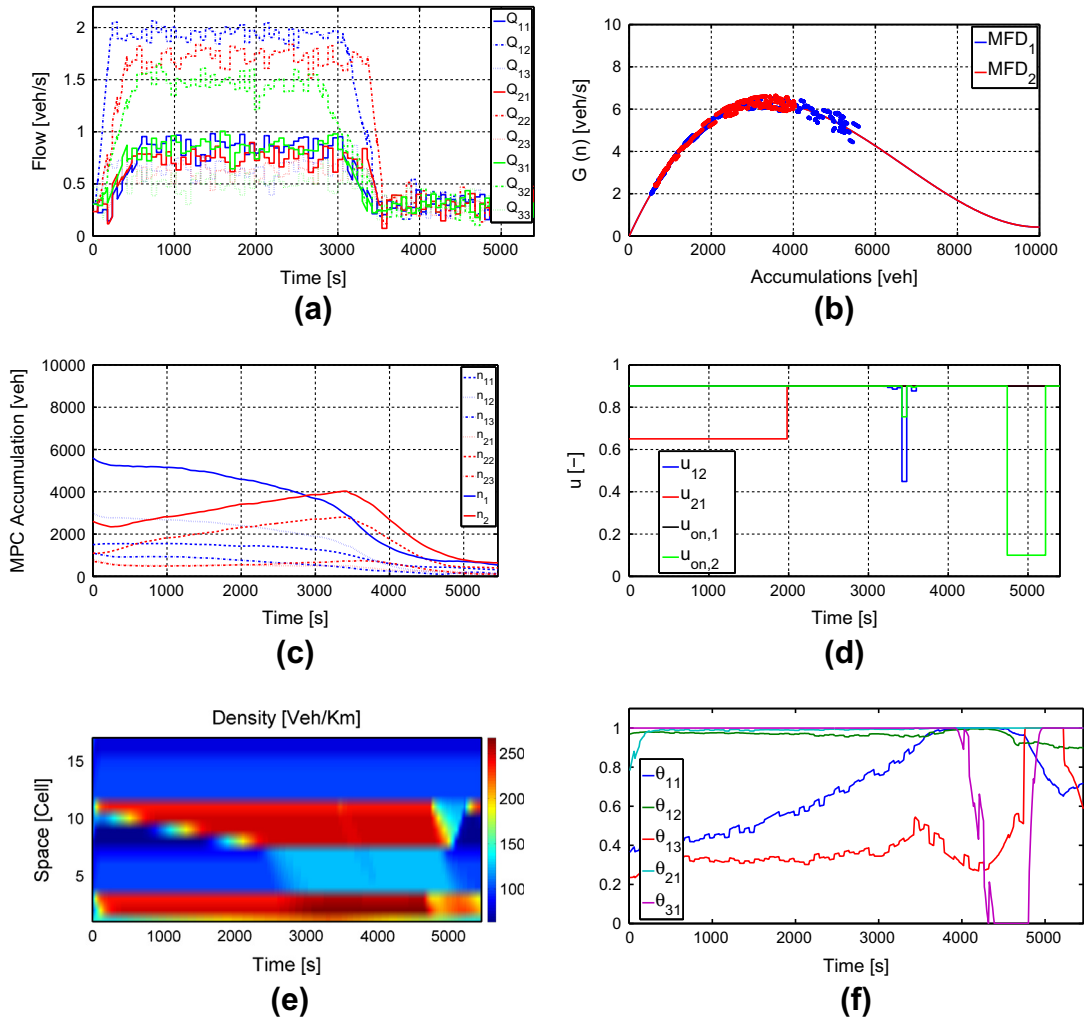 2
1.5
1
0.5
0
Flow [veh/s]
0 1000 2000 3000 4000 5000
Time [s]
Q11
Q12
Q13
Q21
Q22
Q23
Q31
Q32
Q33
(a)
10
8
6
4
2
0
G (n) [veh/s]
0 2000 4000 6000 8000 10000
Accumulations [veh]
MFD1
MFD2
(b)
10000
8000
6000
4000
2000
0
MPC Accumulation [veh]
0 1000 2000 3000 4000 5000
Time [s]
n11
n12
n13
n21
n22
n23
n1
n2
(c)
1
0.8
0.6
0.4
0.2
0
u [−]
0 1000 2000 3000 4000 5000
Time [s]
u12
u21
uon,1
uon,2
(d)
Density [Veh/Km]
15
10
5
Space [Cell]
0 1000 2000 3000 4000 5000
Time [s]
250
200
150
100
(e)
1
0.8
0.6
0.4
0.2
0
0 1000 2000 3000 4000 5000
Time [s]
θ11
θ12
θ13
θ21
θ31
(f)